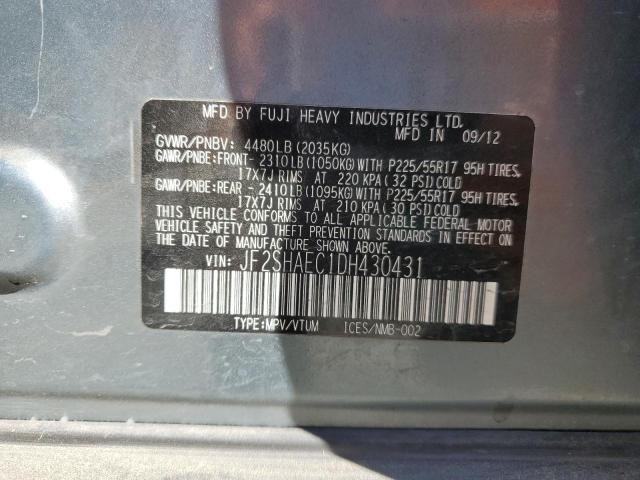 MFD BY FUJI HEAVY INDUSTRIES LTD.
MFD IN 09/12
GVWR/PNBV: 4480LB(2035KG)
GAWR/PNBE:FRONT-2310LB(1050KG)WITH P225/55R17 95H TIRES,
17X7J RIMS AT 220 KPA(32 PSI)COLD
GAWR/PNBE:REAR -2410LB(1095KG)WITH P225/55R17 95H TIRES,
17X7J RIMS AT 210 KPA(30 PSI)COLD
THIS VEHICLE CONFORMS TO ALL APPLICABLE FEDERAL MOTOR
VEHICLE SAFETY AND THEFT PREVENTION STANDARDS IN EFFECT ON
THE DATE OF MANUFACTURE SHOWN ABOVE.
VIN: JF2SHAEC1DH430431
TYPE:MPV/VTUM ICES/NMB-002